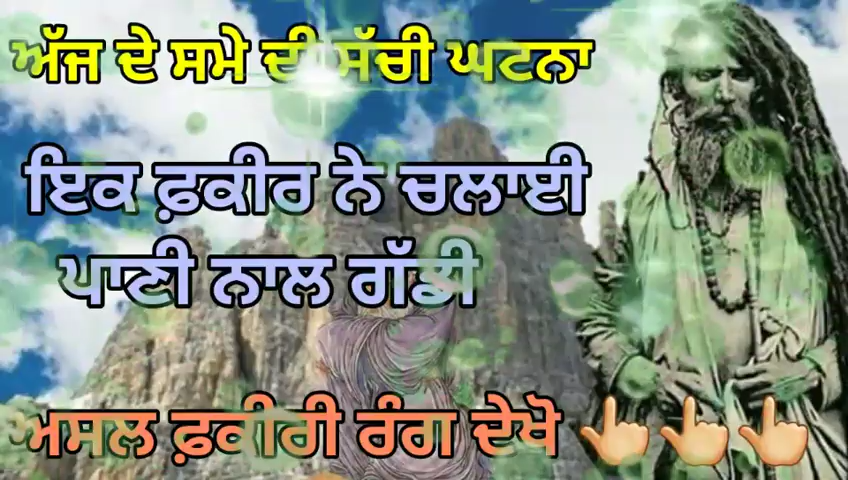 ਅੱਜ ਦੇ ਸਮੇ ਦੀ ਸੱਚੀ ਘਟਨਾ
ਇਕ ਫ਼ਕੀਰ ਨੇ ਚਲਾਈ
ਪਾਣੀ ਨਾਲ ਗੱਡੀ
ਅਸਲ ਫ਼ਕੀਰੀ ਰੰਗ ਦੇਖੋ 👆👆👆